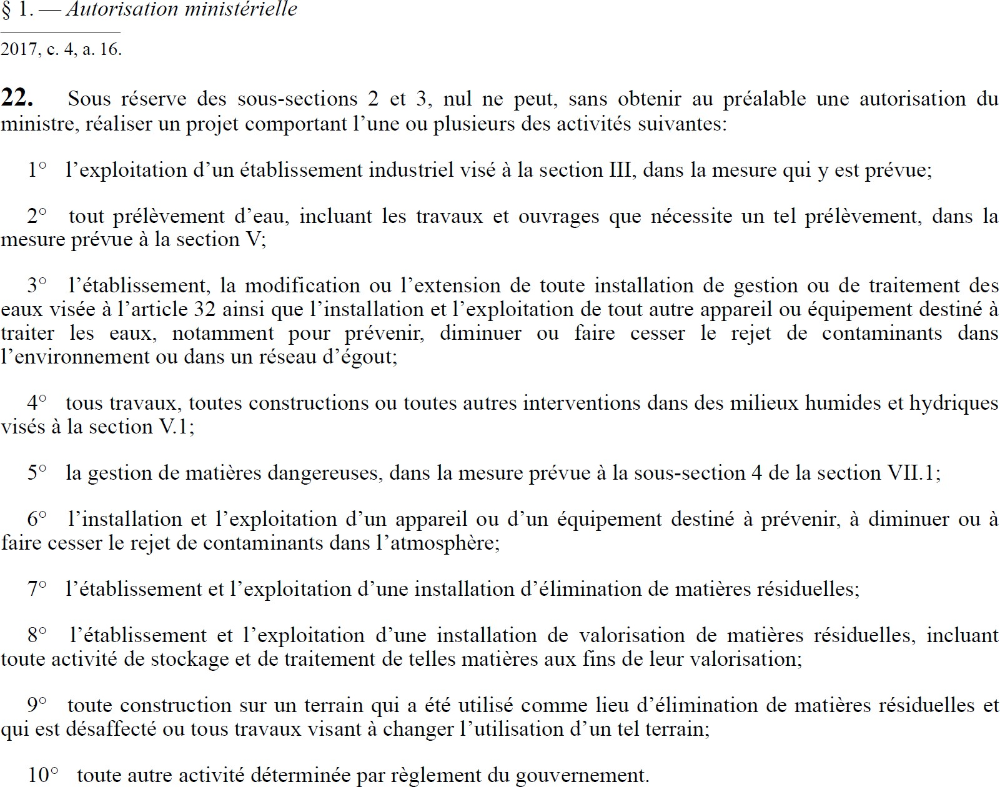 § 1. — Autorisation ministérielle
2017, c. 4, a. 16.
22. Sous réserve des sous-sections 2 et 3, nul ne peut, sans obtenir au préalable une autorisation du
ministre, réaliser un projet comportant l’une ou plusieurs des activités suivantes:
1° l’exploitation d’un établissement industriel visé à la section III, dans la mesure qui y est prévue;
2° tout prélèvement d’eau, incluant les travaux et ouvrages que nécessite un tel prélèvement, dans la
mesure prévue à la section V;
3° l’établissement, la modification ou l’extension de toute installation de gestion ou de traitement des
eaux visée à l’article 32 ainsi que l’installation et l’exploitation de tout autre appareil ou équipement destiné à
traiter les eaux, notamment pour prévenir, diminuer ou faire cesser le rejet de contaminants dans
l’environnement ou dans un réseau d’égout;
4° tous travaux, toutes constructions ou toutes autres interventions dans des milieux humides et hydriques
visés à la section V.1;
5° la gestion de matières dangereuses, dans la mesure prévue à la sous-section 4 de la section VII.1;
6° l’installation et l’exploitation d’un appareil ou d’un équipement destiné à prévenir, à diminuer ou à
faire cesser le rejet de contaminants dans l’atmosphère;
7° l’établissement et l’exploitation d’une installation d’élimination de matières résiduelles;
8° l’établissement et l’exploitation d’une installation de valorisation de matières résiduelles, incluant
toute activité de stockage et de traitement de telles matières aux fins de leur valorisation;
9° toute construction sur un terrain qui a été utilisé comme lieu d’élimination de matières résiduelles et
qui est désaffecté ou tous travaux visant à changer l’utilisation d’un tel terrain;
10° toute autre activité déterminée par règlement du gouvernement.